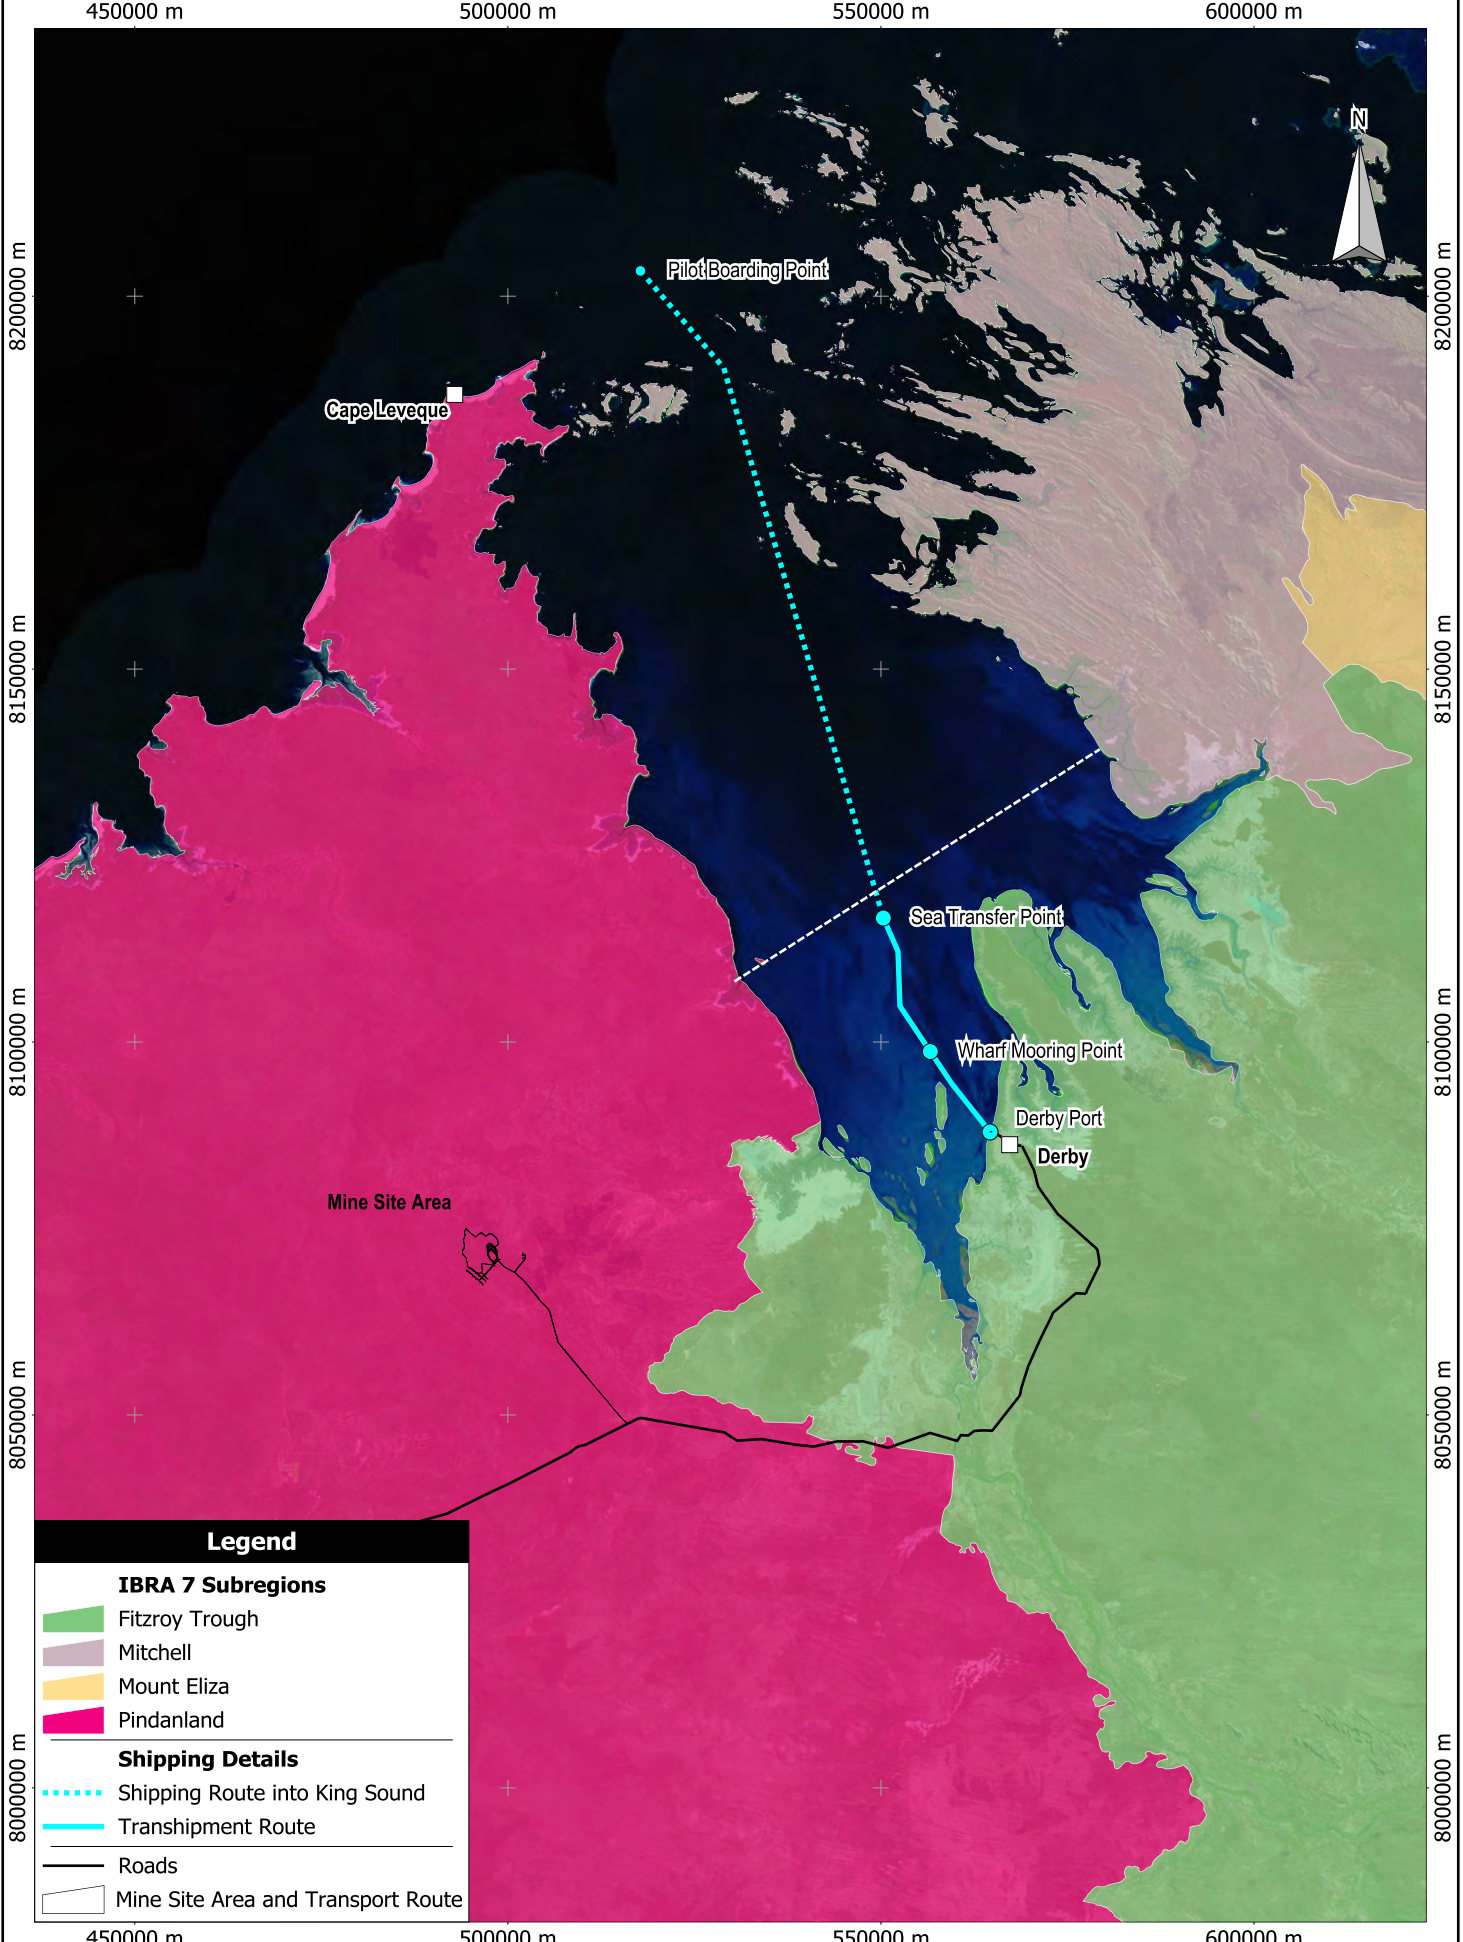 450000 m 500000 m 550000 m 600000 m
N
Pilot Boarding Point
8200000 m 8200000 m
Cape Leveque
8150000 m 8150000 m
Sea Transfer Point
8100000 m 8100000 m
Wharf Mooring Point
Derby Port
Derby
Mine Site Area
8050000 m 8050000 m
Legend
IBRA 7 Subregions
Fitzroy Trough
Mitchell
Mount Eliza
Pindanland
Shipping Details
Shipping Route into King Sound
Transhipment Route
Roads
Mine Site Area and Transport Route
8000000 m 8000000 m
450000 m 500000 m 550000 m 600000 m